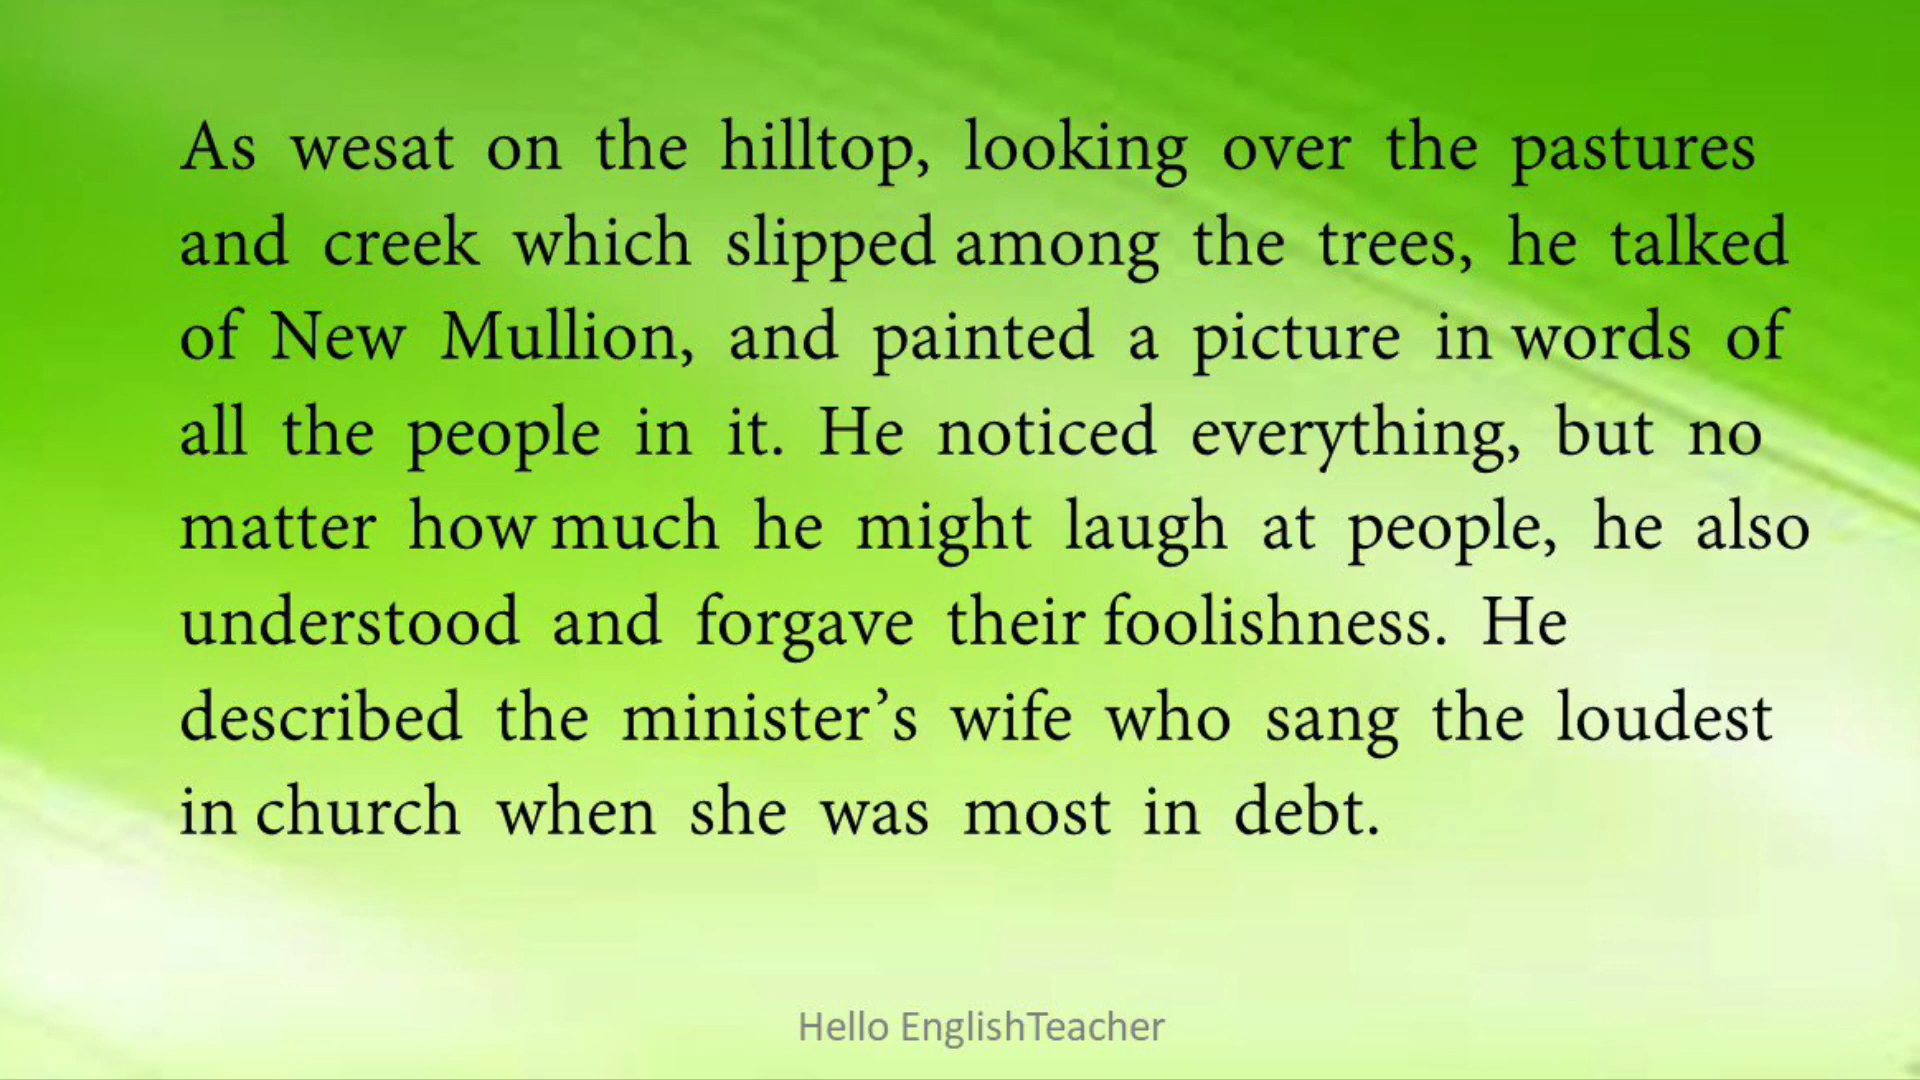 As wesat on the hilltop, looking over the pastures
and creek which slipped among the trees, he talked
of New Mullion, and painted a picture in words of
all the people in it. He noticed everything, but no
matter how much he might laugh at people, he also
understood and forgave their foolishness. He
described the minister’s wife who sang the loudest
in church when she was most in debt.
Hello EnglishTeacher